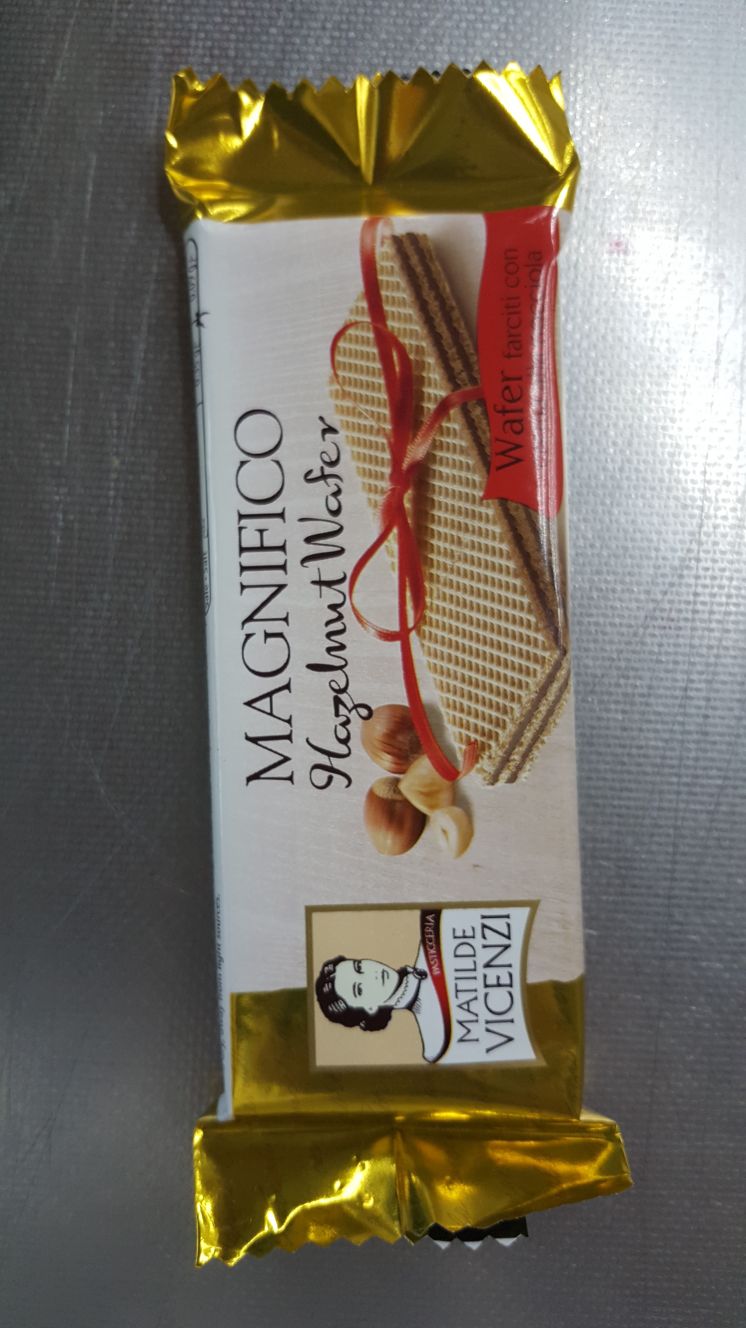 MAGNIFICO
Hazelnut Wafer
Wafer farciti con
PASTICCERIA
MATILDE
VICENZI